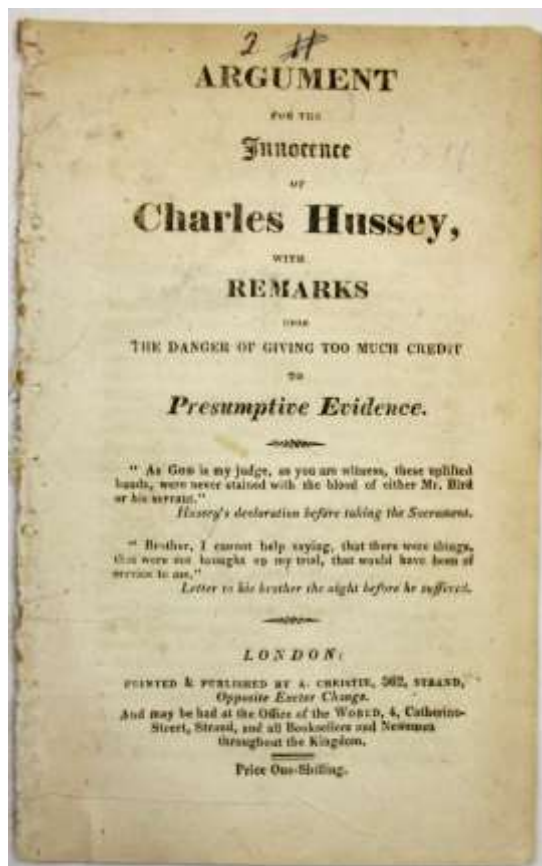 2
ARGUMENT
FOR THE
Innocence
OF
Charles Hussey,
WITH
REMARKS
UPON
THE DANGER OF GIVING TOO MUCH CREDIT
TO
Presumptive Evidence.
" As GOD is my judge, as you are witness, these uplifted
hands, were never stained with the blood of either Mr. Bird
or his servant."
Hussey's declaration before taking the Sacrament.
" Brother, I cannot help saying, that there were things,
that were not brought up my trial, that would have been of
service to me,"
Letter to his brother the night before he suffered.
LONDON:
PRINTED & PUBLISHED BY A. CHRISTIE, 362, STRAND,
Opposite Exeter Change.
And may be had at the Office of the WORLD, 4, Catherine-
Street, Strand, and all Booksellers and Newsmen
throughout the Kingdom.
Price One-Shilling.